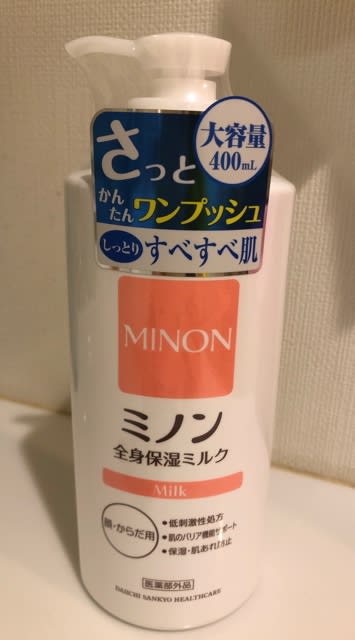 さっと
大容量
400mL
かんたん
ワンプッシュ
しっとり
すべすべ肌
MINON
ミノン
全身保湿ミルク
Milk
顔・からだ用
•低刺激性処方
•肌のバリア機能サポート
•保湿・肌あれ防止
医薬部外品
DAIICHI SANKYO HEALTHCARE